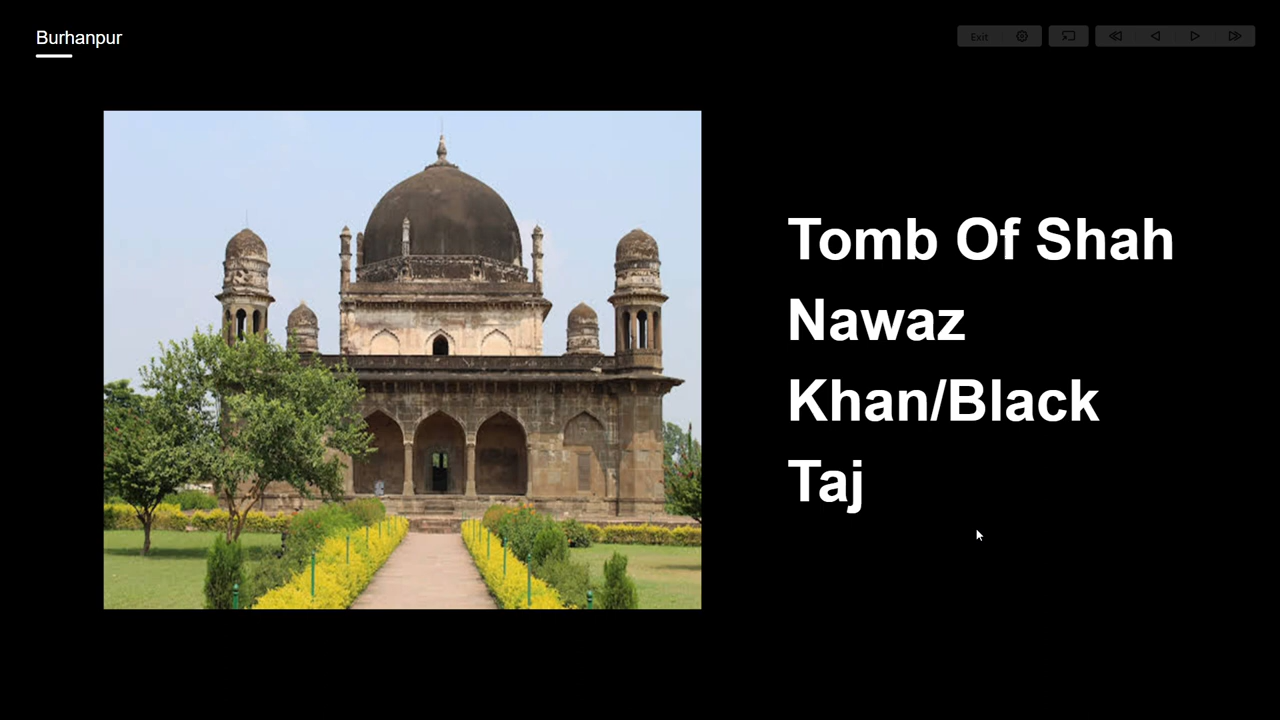 Burhanpur
Exit
Tomb Of Shah
Nawaz
Khan/Black
Taj